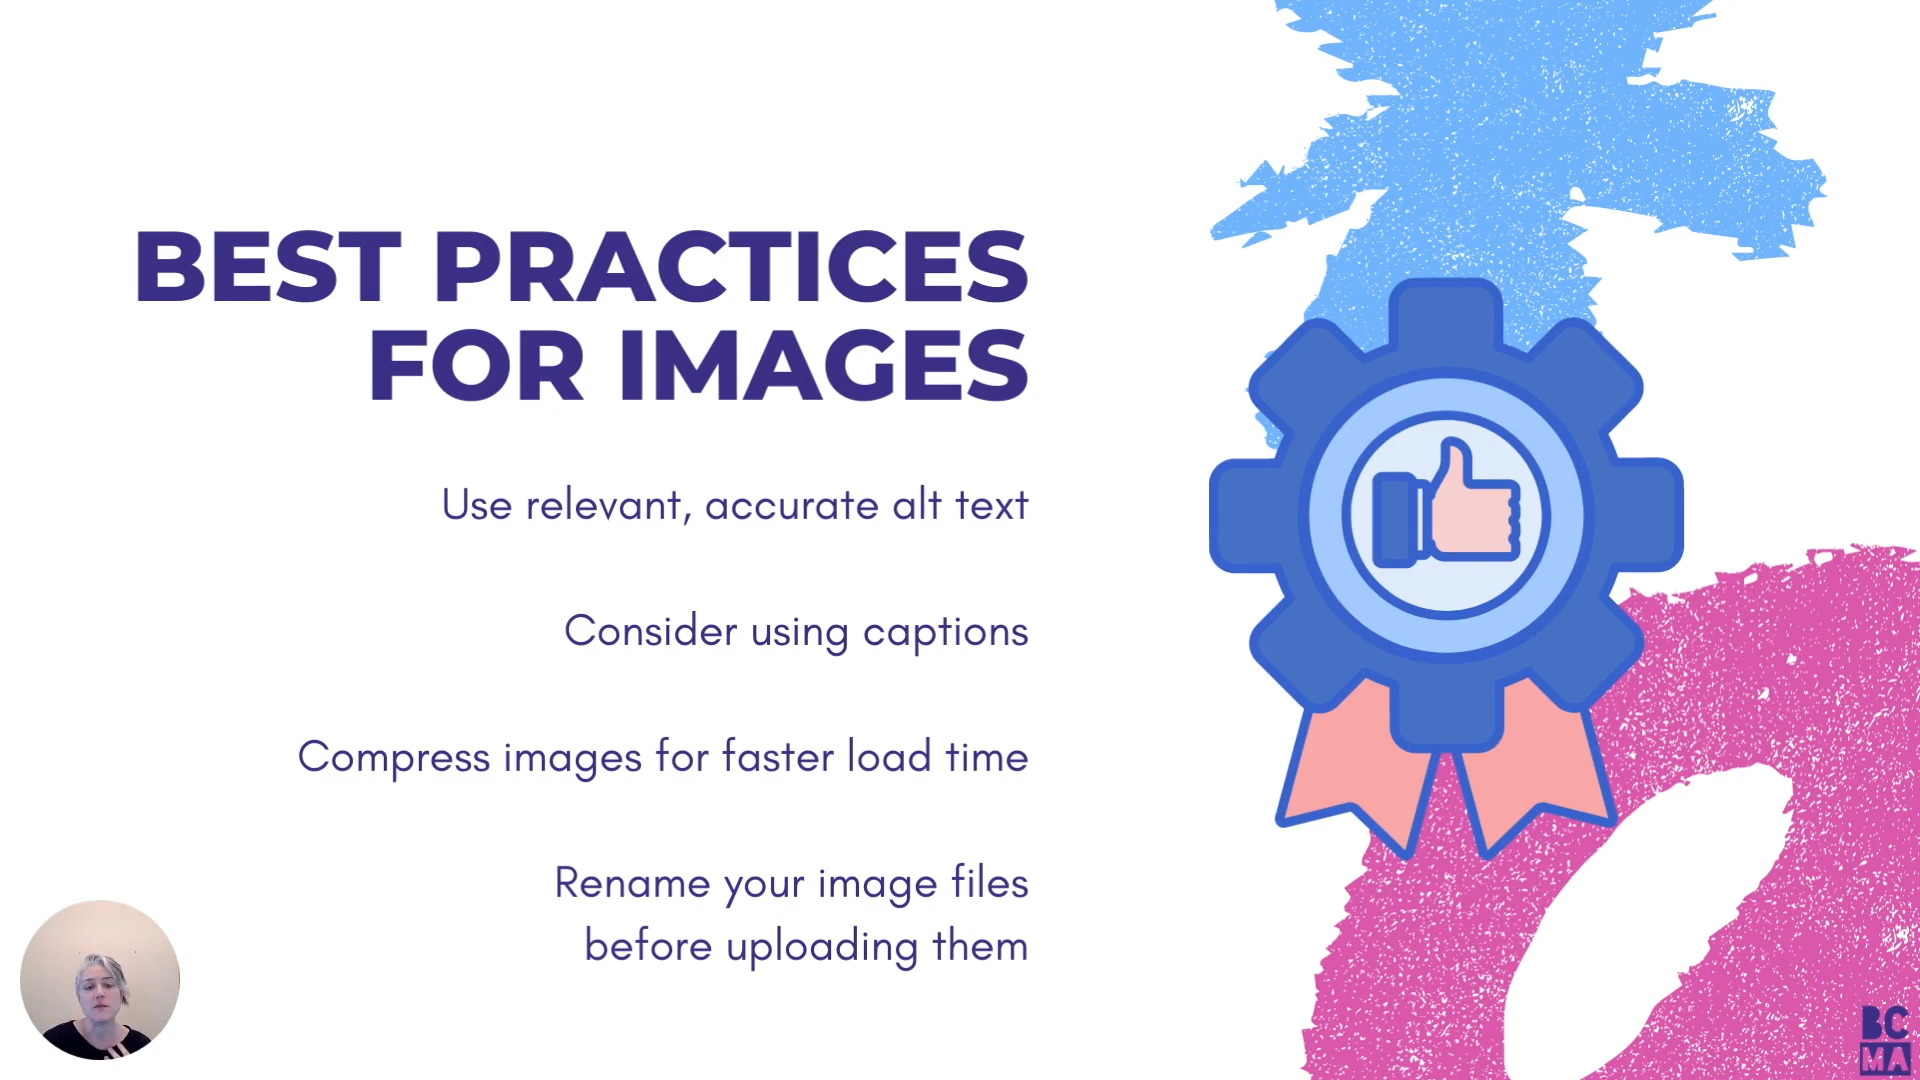 BEST PRACTICES
FOR IMAGES
Use relevant, accurate alt text
Consider using captions
Compress images for faster load time
Rename your image files
before uploading them
BC
MA